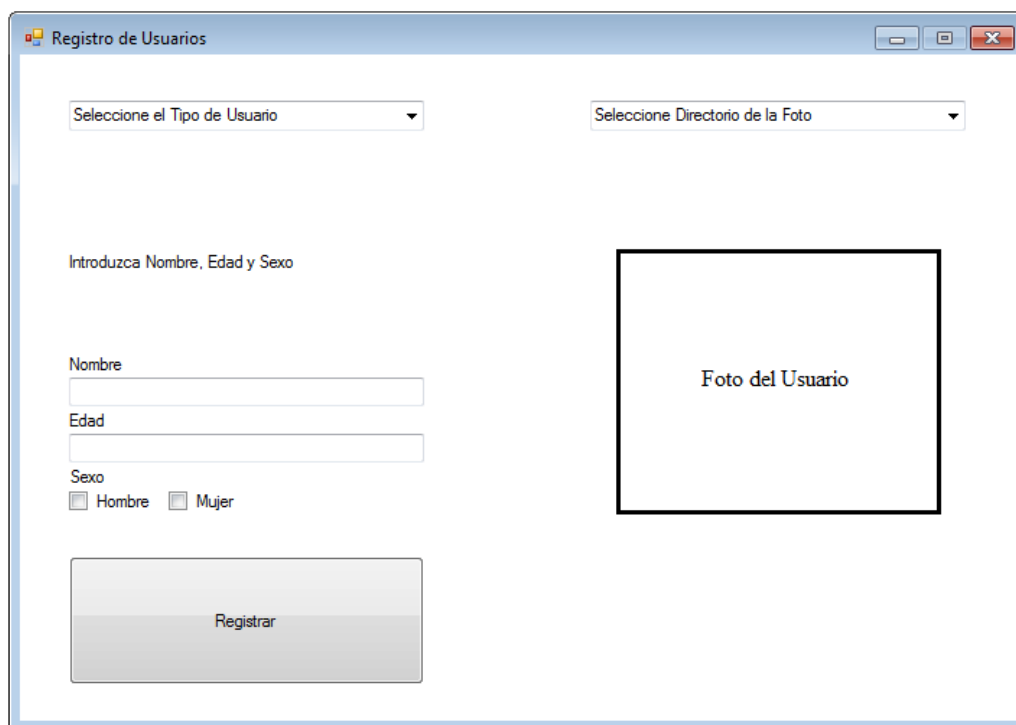 Registro de Usuarios
Seleccione el Tipo de Usuario
Seleccione Directorio de la Foto
Introduzca Nombre, Edad y Sexo
Nombre
Edad
Sexo
Hombre Mujer
Foto del Usuario
Registrar